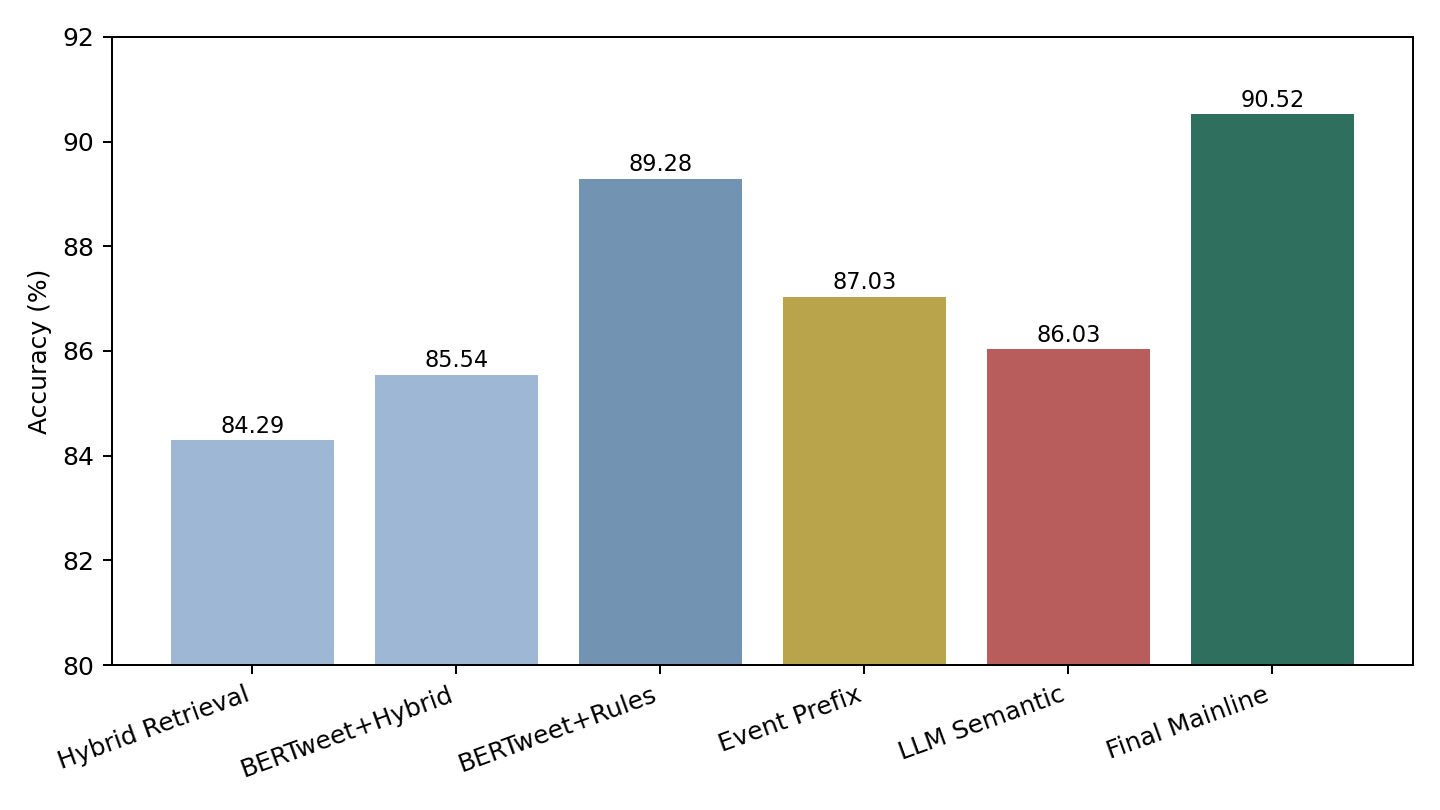 92
90
88
86
84
82
80
Accuracy (%)
84.29
85.54
89.28
87.03
86.03
90.52
Hybrid Retrieval
BERTweet+Hybrid
BERTweet+Rules
Event Prefix
LLM Semantic
Final Mainline